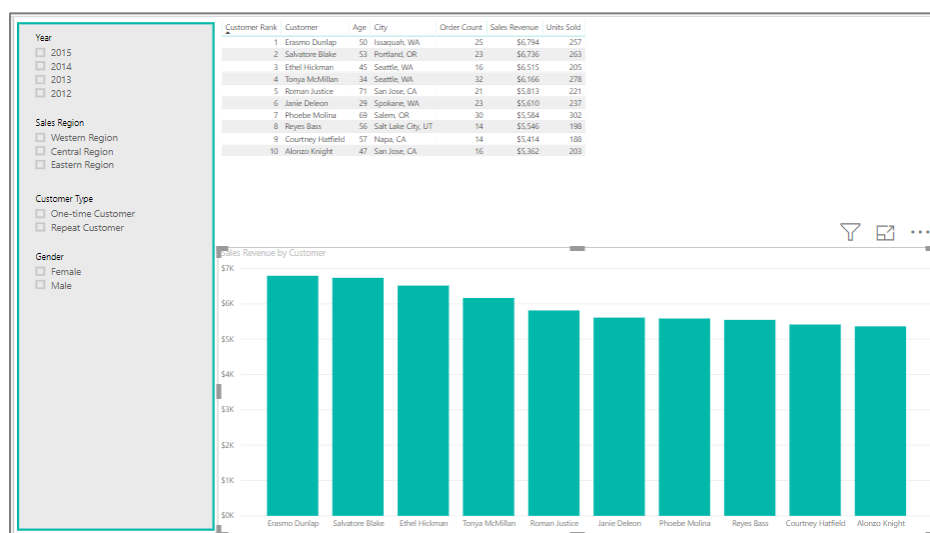 Year
2015
2014
2013
2012
Sales Region
Western Region
Central Region
Eastern Region
Customer Type
One-time Customer
Repeat Customer
Gender
Female
Male
Customer Rank Customer Age City Order Count Sales Revenue Units Sold
1 Erasmo Dunlap 50 Issaquah, WA 25 $6,794 257
2 Salvatore Blake 53 Portland, OR 23 $6,736 263
3 Ethel Hickman 45 Seattle, WA 16 $6,515 205
4 Tonya McMillan 34 Seattle, WA 32 $6,166 278
5 Roman Justice 71 San Jose, CA 21 $5,813 221
6 Janie Deleon 29 Spokane, WA 23 $5,610 237
7 Phoebe Molina 69 Salem, OR 30 $5,584 302
8 Reyes Bass 56 Salt Lake City, UT 14 $5,546 198
9 Courtney Hatfield 57 Napa, CA 14 $5,414 188
10 Alonzo Knight 47 San Jose, CA 16 $5,362 203
Sales Revenue by Customer
$7K
$6K
$5K
$4K
$3K
$2K
$1K
$0K
Erasmo Dunlap Salvatore Blake Ethel Hickman Tonya McMillan Roman Justice Janie Deleon Phoebe Molina Reyes Bass Courtney Hatfield Alonzo Knight